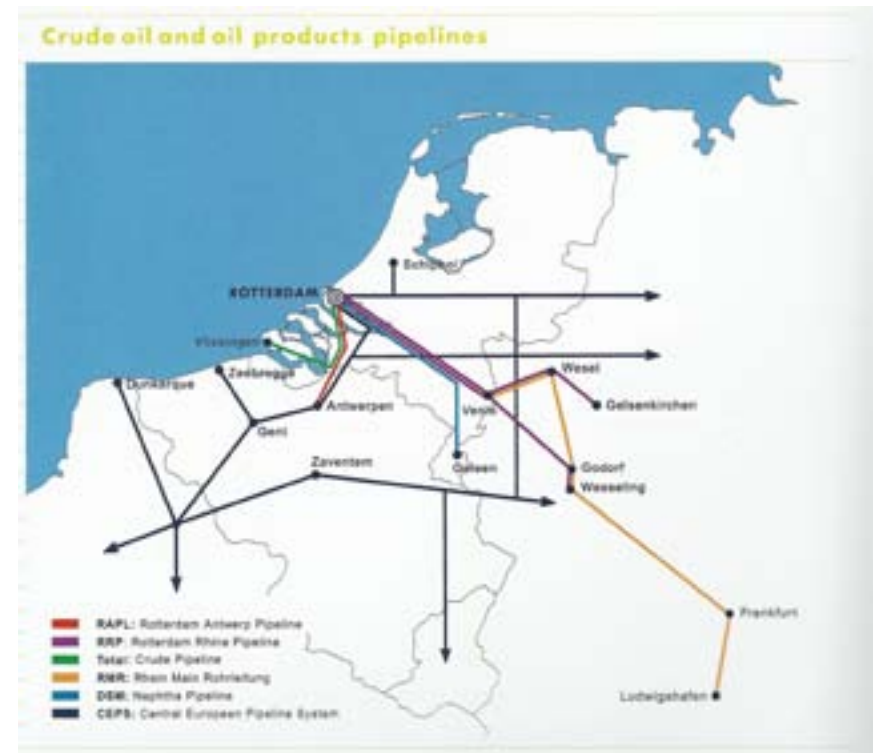 Crude oil and oil products pipelines
Schiphol
ROTTERDAM
Vlissingen
Zeebrugge
Dunkerque
Wesel
Venlo
Antwerpen
Gelsenkirchen
Gent
Zaventem
Geleen
Godorf
Wesseling
Frankfurt
Ludwigshafen
RAPL: Rotterdam Antwerp Pipeline
RRP: Rotterdam Rhine Pipeline
Total: Crude Pipeline
RMR: Rhein Main Rohrleitung
DSM: Naphtha Pipeline
CEPS: Central European Pipeline System